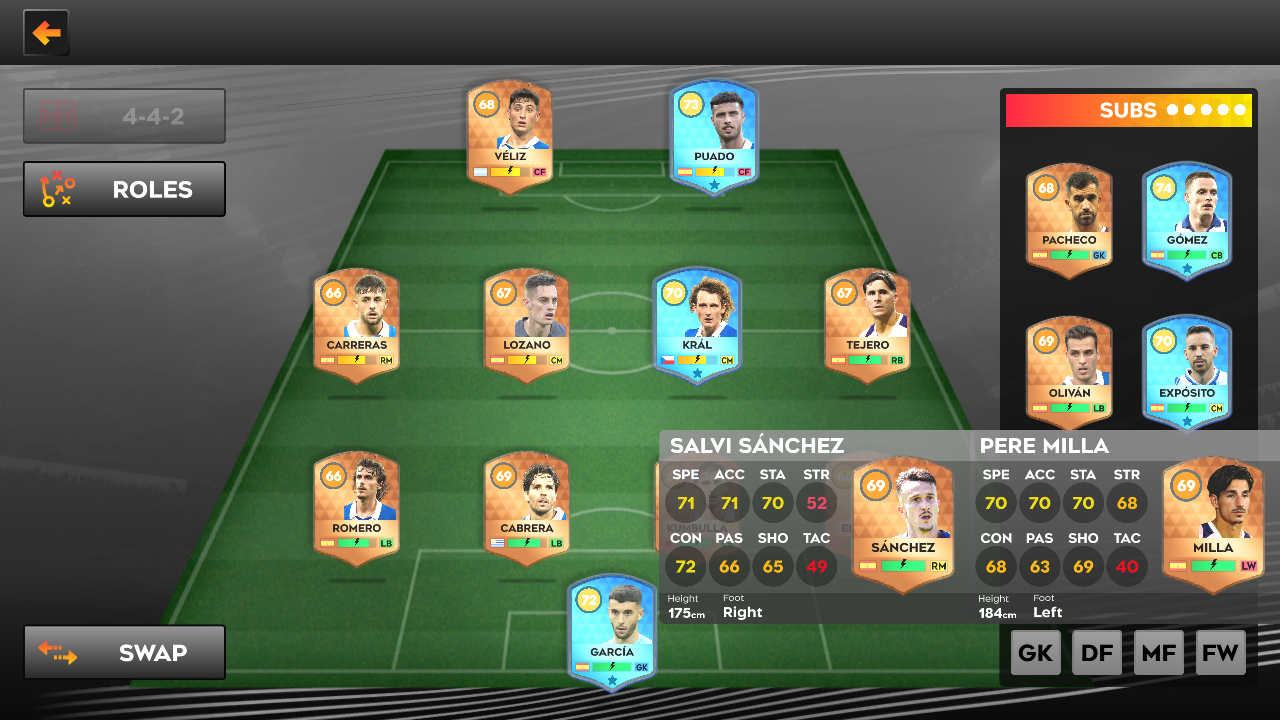 4-4-2
ROLES
SUBS
68
VÉLIZ
CF
73
PUADO
CF
68
PACHECO
GK
74
GÓMEZ
CB
66
CARRERAS
RM
67
LOZANO
CM
70
KRÁL
CM
67
TEJERO
RB
69
OLIVÁN
LB
70
EXPÓSITO
CM
66
ROMERO
LB
69
CABRERA
LB
KUMBULLA
72
GARCÍA
GK
SALVI SÁNCHEZ
SPE ACC STA STR
71 71 70 52
CON PAS SHO TAC
72 66 65 49
Height Foot
175cm Right
69
SÁNCHEZ
RM
PERE MILLA
SPE ACC STA STR
70 70 70 68
CON PAS SHO TAC
68 63 69 40
Height Foot
184cm Left
69
MILLA
LW
SWAP
GK DF MF FW